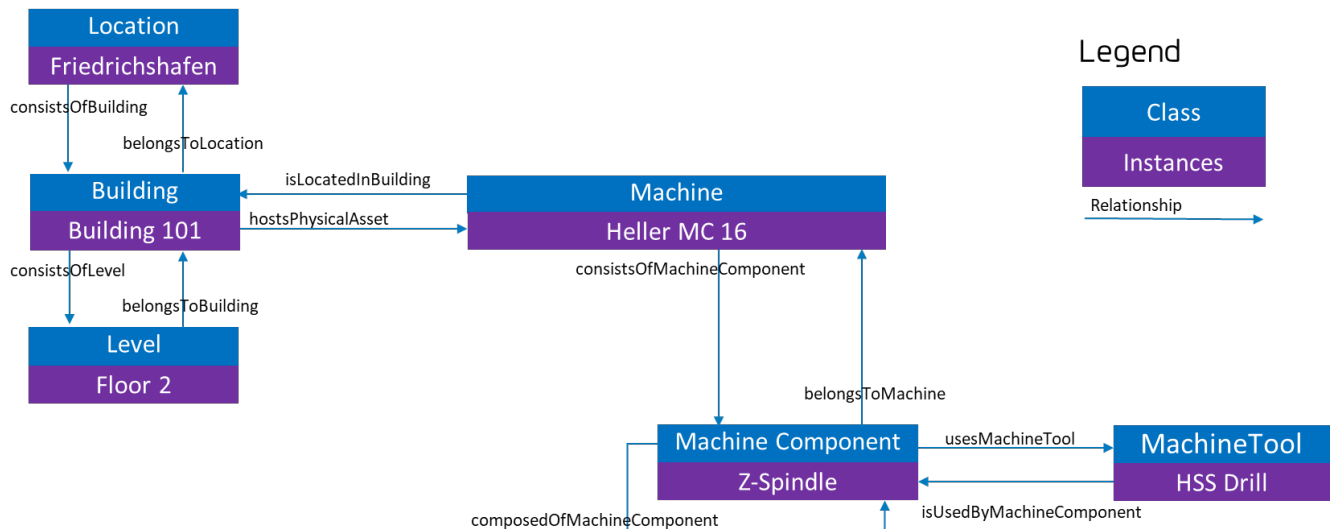 Location
Friedrichshafen
Legend
consistsOfBuilding
belongsToLocation
Class
Instances
Building
Building 101
isLocatedInBuilding
hostsPhysicalAsset
Machine
Heller MC 16
Relationship
consistsOfLevel
belongsToBuilding
consistsOfMachineComponent
Level
Floor 2
belongsToMachine
Machine Component
Z-Spindle
usesMachineTool
MachineTool
HSS Drill
composedOfMachineComponent
isUsedByMachineComponent